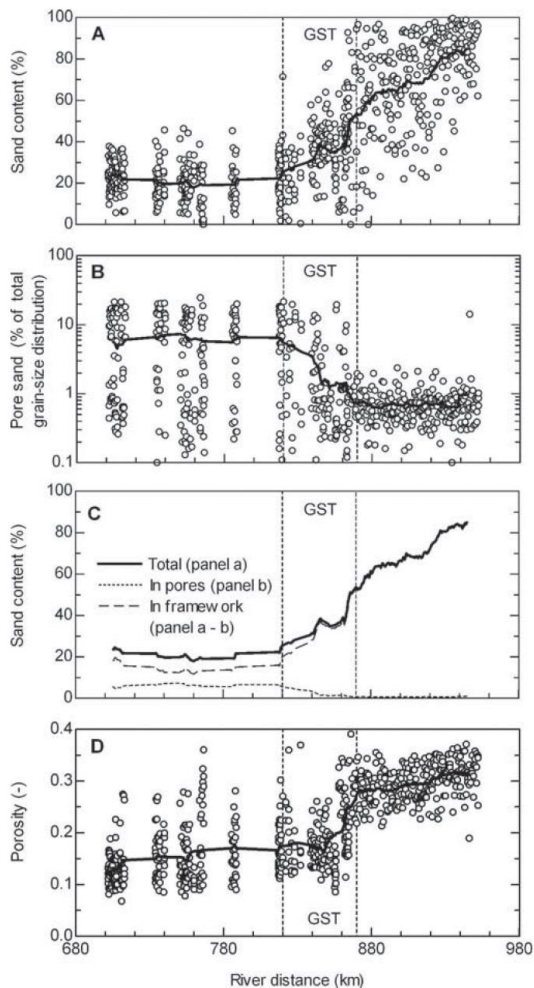 A
GST
Sand content (%)
100
80
60
40
20
0
B
GST
Pore sand (% of total
grain-size distribution)
100
10
1
0.1
C
GST
Sand content (%)
100
80
60
40
20
0
Total (panel a)
In pores (panel b)
In framework
(panel a - b)
D
GST
Porosity (-)
0.4
0.3
0.2
0.1
0.0
680
780
880
980
River distance (km)